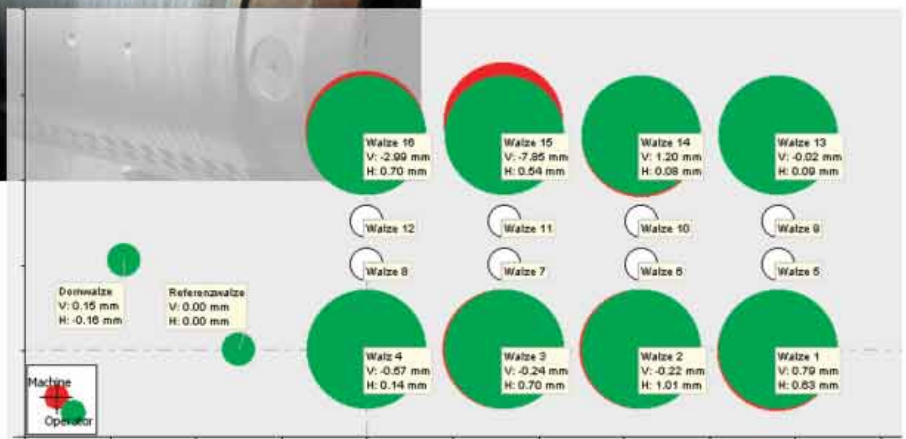 Walze 16
V: -2.99 mm
H: 0.70 mm
Walze 15
V: -7.85 mm
H: 0.54 mm
Walze 14
V: 1.20 mm
H: 0.08 mm
Walze 13
V: -0.02 mm
H: 0.09 mm
Walze 12
Walze 11
Walze 10
Walze 9
Walze 8
Walze 7
Walze 6
Walze 5
Dornwalze
V: 0.15 mm
H: -0.16 mm
Referenzwalze
V: 0.00 mm
H: 0.00 mm
Walz 4
V: -0.57 mm
H: 0.14 mm
Walze 3
V: -0.24 mm
H: 0.70 mm
Walze 2
V: -0.22 mm
H: 1.01 mm
Walze 1
V: 0.79 mm
H: 0.63 mm
Machine
Operator